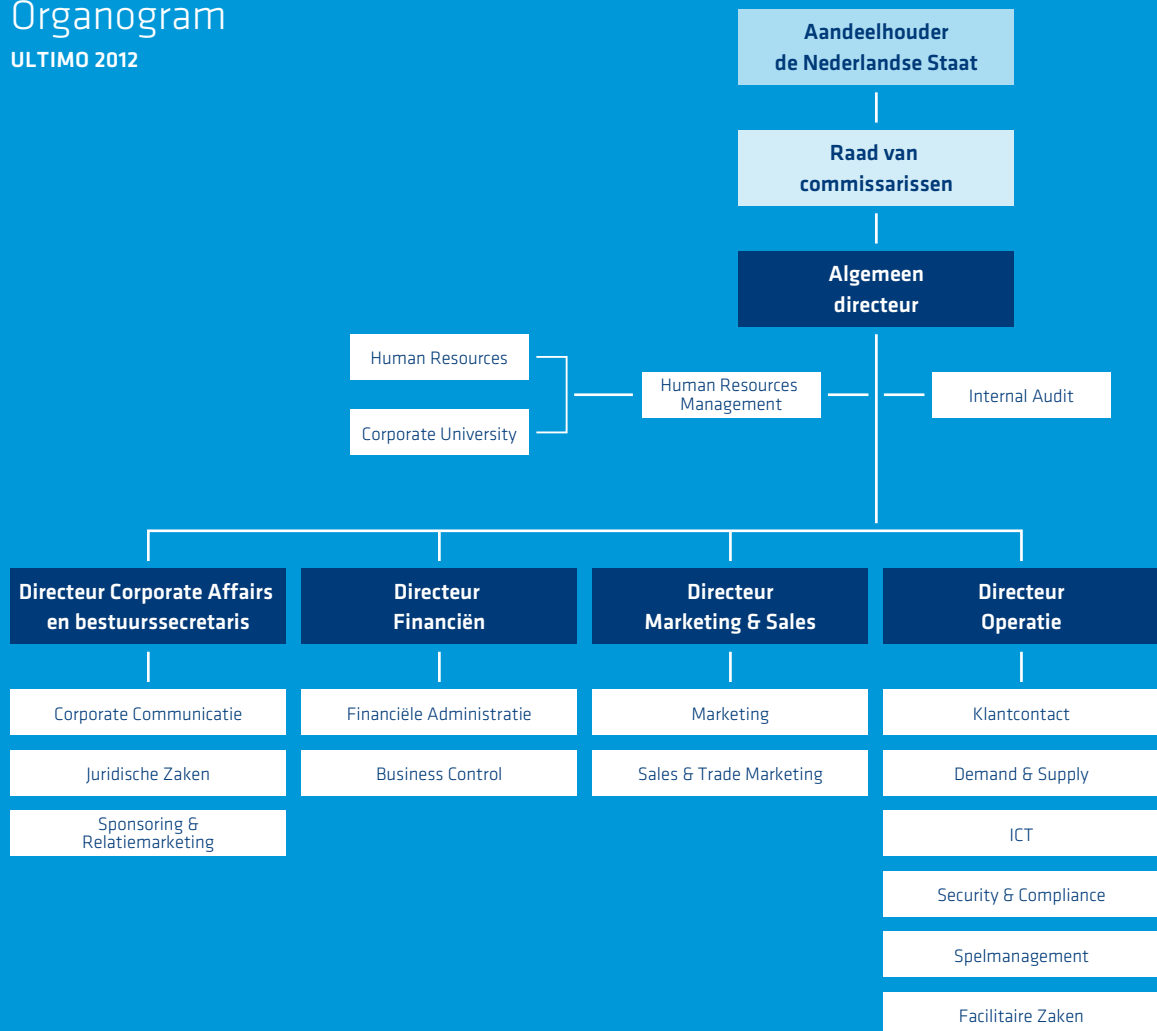 Organogram
ULTIMO 2012
Aandeelhouder
de Nederlandse Staat
Raad van
commissarissen
Algemeen
directeur
Human Resources
Corporate University
Human Resources
Management
Internal Audit
Directeur Corporate Affairs
en bestuurssecretaris
Corporate Communicatie
Juridische Zaken
Sponsoring &
Relatiemarketing
Directeur
Financiën
Financiële Administratie
Business Control
Directeur
Marketing & Sales
Marketing
Sales & Trade Marketing
Directeur
Operatie
Klantcontact
Demand & Supply
ICT
Security & Compliance
Spelmanagement
Facilitaire Zaken